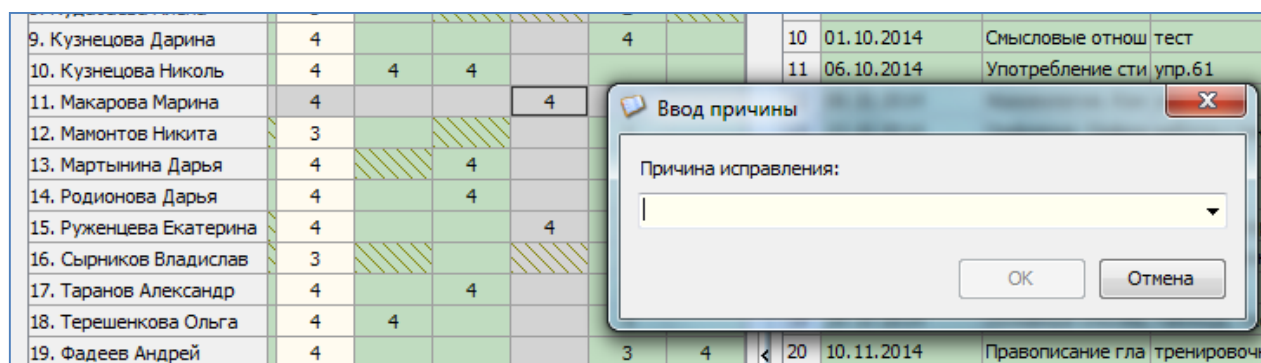 9. Кузнецова Дарина 4 4 10 01.10.2014 Смысловые отнош тест
10. Кузнецова Николь 4 4 4 11 06.10.2014 Употребление сти упр.61
11. Макарова Марина 4 4 Ввод причины
12. Мамонтов Никита 3
13. Мартынина Дарья 4 4 Причина исправления:
14. Родионова Дарья 4 4
15. Руженцева Екатерина 4 4
16. Сырников Владислав 3
17. Таранов Александр 4 4 OK Отмена
18. Терешенкова Ольга 4 4
19. Фадеев Андрей 4 3 4 20 10.11.2014 Правописание гла тренировочн